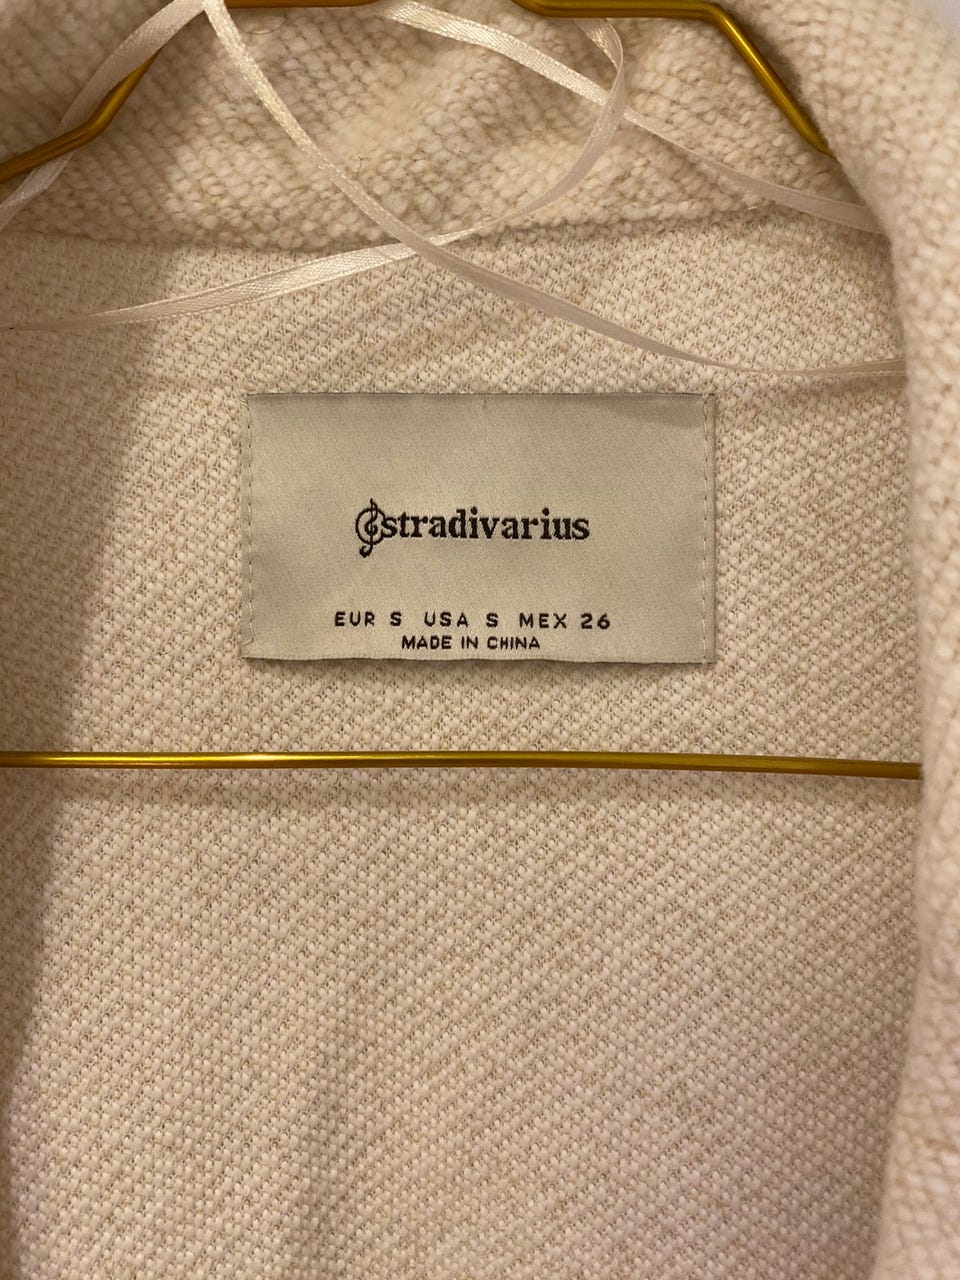 stradivarius
EUR S USA S MEX 26
MADE IN CHINA